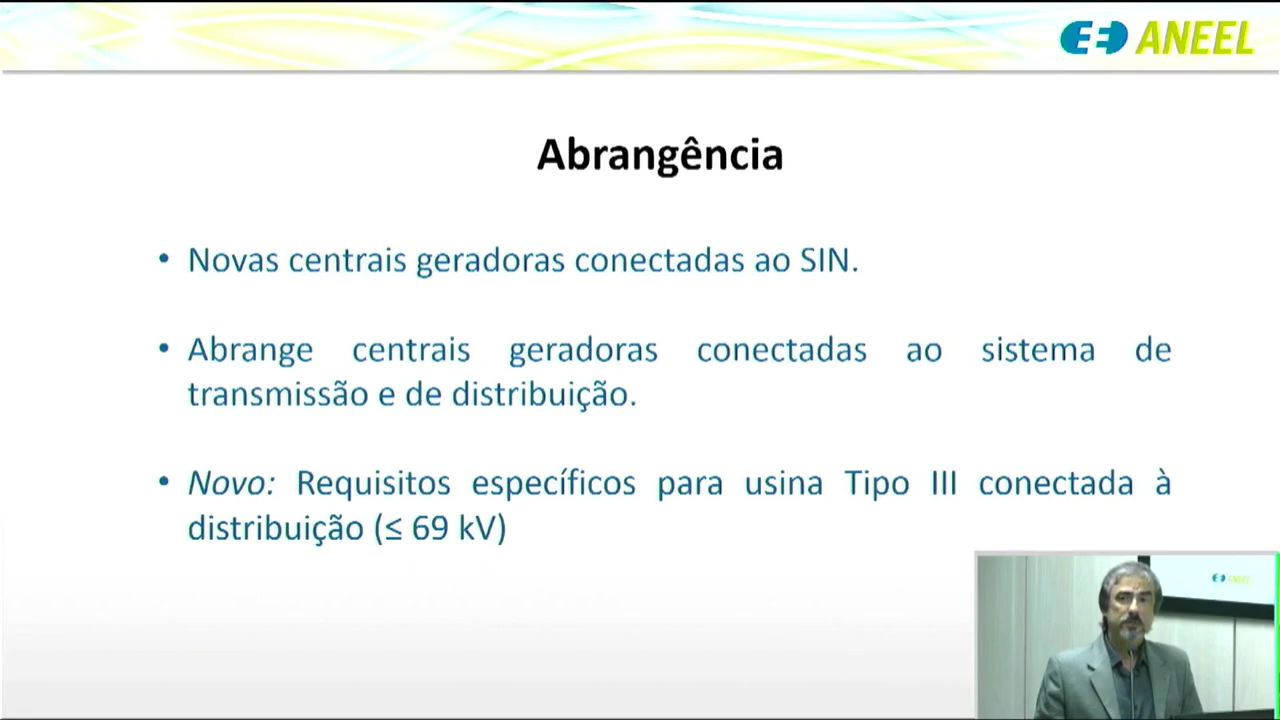 ANEEL
Abrangência
• Novas centrais geradoras conectadas ao SIN.
• Abrange centrais geradoras conectadas ao sistema de
transmissão e de distribuição.
• Novo: Requisitos específicos para usina Tipo III conectada à
distribuição (≤ 69 kV)
ANEEL